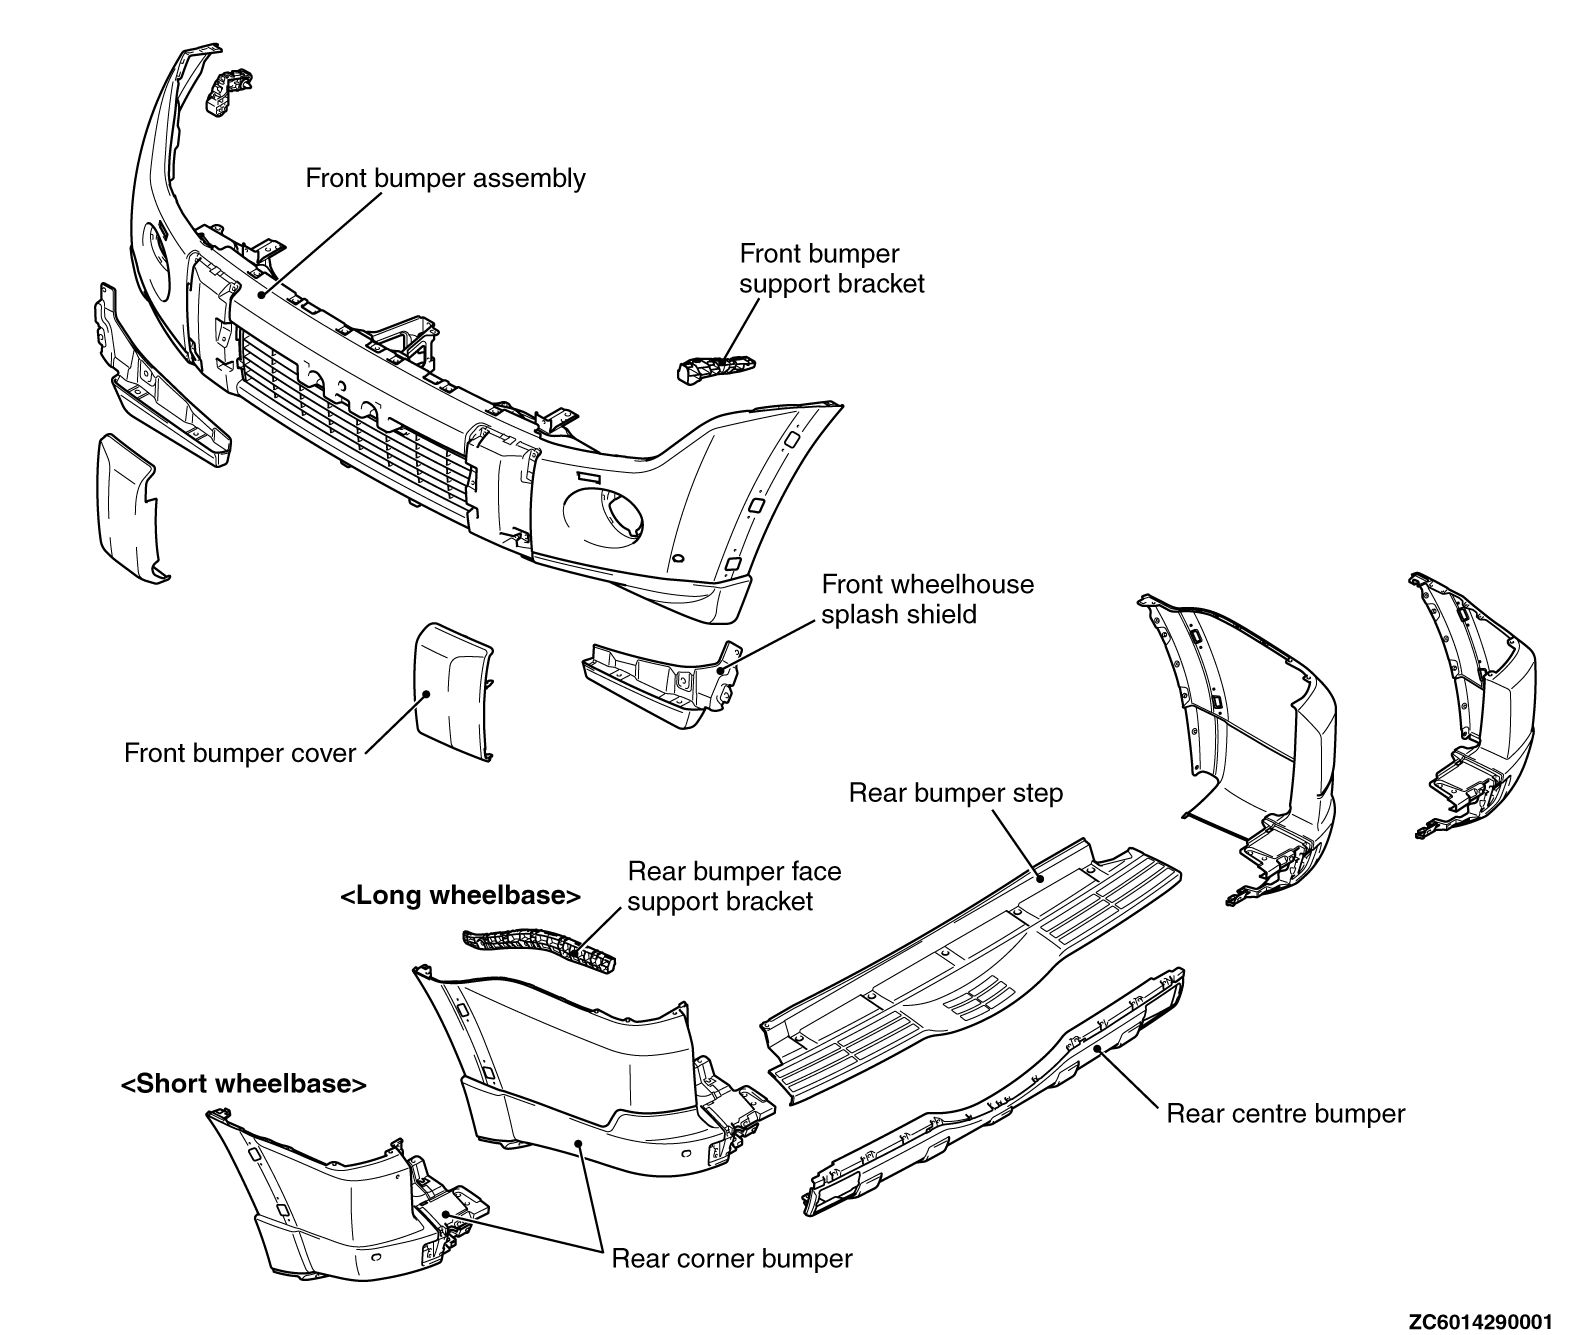 Front bumper assembly
Front bumper
support bracket
Front wheelhouse
splash shield
Front bumper cover
Rear bumper step
Rear bumper face
support bracket
<Long wheelbase>
<Short wheelbase>
Rear centre bumper
Rear corner bumper
ZC6014290001